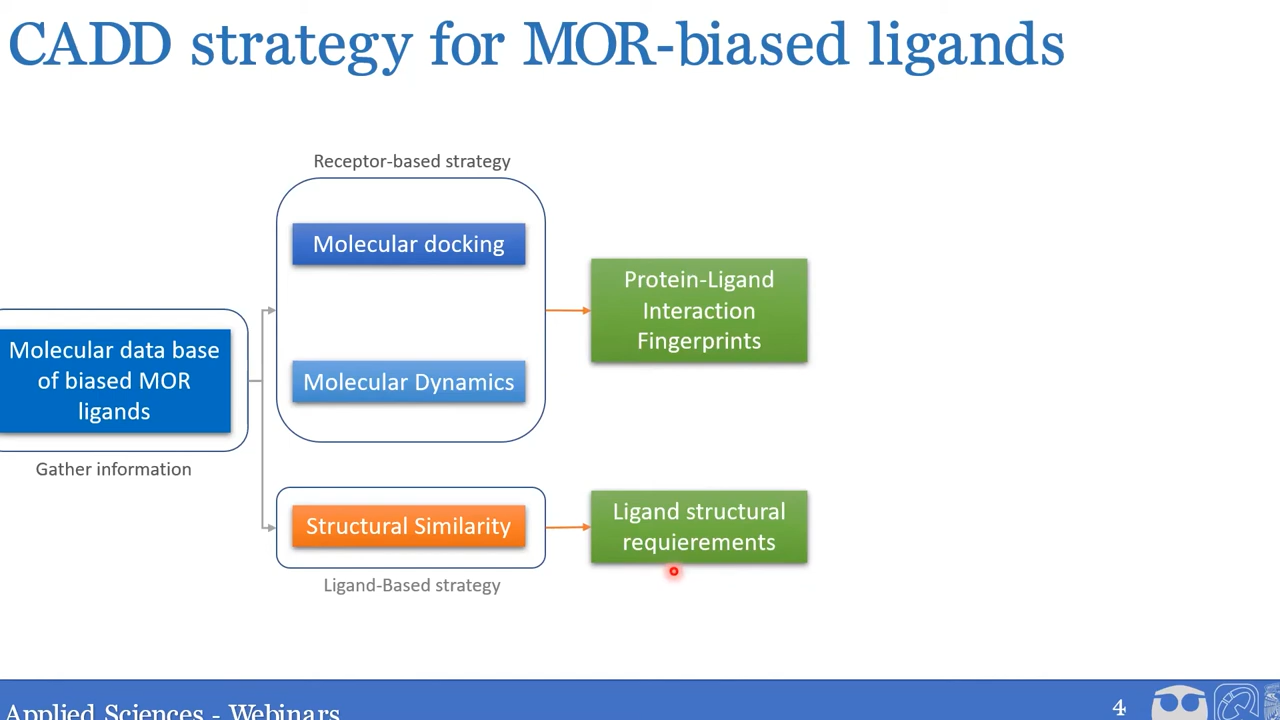 CADD strategy for MOR-biased ligands
Receptor-based strategy
Molecular docking
Protein-Ligand
Interaction
Fingerprints
Molecular data base
of biased MOR
ligands
Molecular Dynamics
Gather information
Structural Similarity
Ligand structural
requierements
Ligand-Based strategy
Applied Sciences - Webinars
4